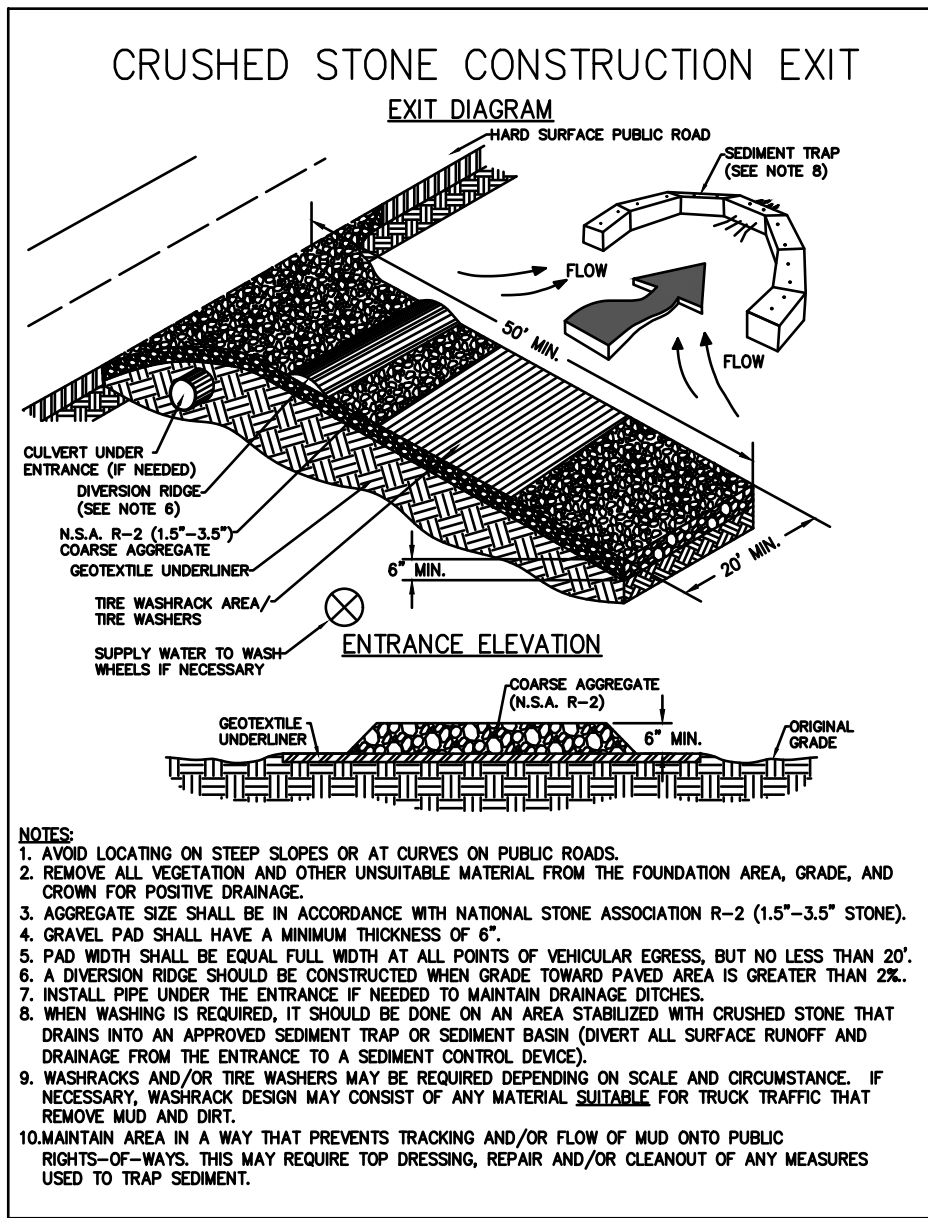 CRUSHED STONE CONSTRUCTION EXIT
EXIT DIAGRAM
HARD SURFACE PUBLIC ROAD
SEDIMENT TRAP
(SEE NOTE 8)
FLOW
50' MIN.
FLOW
CULVERT UNDER
ENTRANCE (IF NEEDED)
DIVERSION RIDGE
(SEE NOTE 6)
N.S.A. R-2 (1.5"-3.5")
COARSE AGGREGATE
GEOTEXTILE UNDERLINER
6" MIN.
20' MIN.
TIRE WASHRACK AREA/
TIRE WASHERS
SUPPLY WATER TO WASH
WHEELS IF NECESSARY
ENTRANCE ELEVATION
COARSE AGGREGATE
(N.S.A. R-2)
GEOTEXTILE
UNDERLINER
6" MIN.
ORIGINAL
GRADE
NOTES:
1. AVOID LOCATING ON STEEP SLOPES OR AT CURVES ON PUBLIC ROADS.
2. REMOVE ALL VEGETATION AND OTHER UNSUITABLE MATERIAL FROM THE FOUNDATION AREA, GRADE, AND
CROWN FOR POSITIVE DRAINAGE.
3. AGGREGATE SIZE SHALL BE IN ACCORDANCE WITH NATIONAL STONE ASSOCIATION R-2 (1.5"-3.5" STONE).
4. GRAVEL PAD SHALL HAVE A MINIMUM THICKNESS OF 6".
5. PAD WIDTH SHALL BE EQUAL FULL WIDTH AT ALL POINTS OF VEHICULAR EGRESS, BUT NO LESS THAN 20'.
6. A DIVERSION RIDGE SHOULD BE CONSTRUCTED WHEN GRADE TOWARD PAVED AREA IS GREATER THAN 2%..
7. INSTALL PIPE UNDER THE ENTRANCE IF NEEDED TO MAINTAIN DRAINAGE DITCHES.
8. WHEN WASHING IS REQUIRED, IT SHOULD BE DONE ON AN AREA STABILIZED WITH CRUSHED STONE THAT
DRAINS INTO AN APPROVED SEDIMENT TRAP OR SEDIMENT BASIN (DIVERT ALL SURFACE RUNOFF AND
DRAINAGE FROM THE ENTRANCE TO A SEDIMENT CONTROL DEVICE).
9. WASHRACKS AND/OR TIRE WASHERS MAY BE REQUIRED DEPENDING ON SCALE AND CIRCUMSTANCE. IF
NECESSARY, WASHRACK DESIGN MAY CONSIST OF ANY MATERIAL SUITABLE FOR TRUCK TRAFFIC THAT
REMOVE MUD AND DIRT.
10.MAINTAIN AREA IN A WAY THAT PREVENTS TRACKING AND/OR FLOW OF MUD ONTO PUBLIC
RIGHTS-OF-WAYS. THIS MAY REQUIRE TOP DRESSING, REPAIR AND/OR CLEANOUT OF ANY MEASURES
USED TO TRAP SEDIMENT.